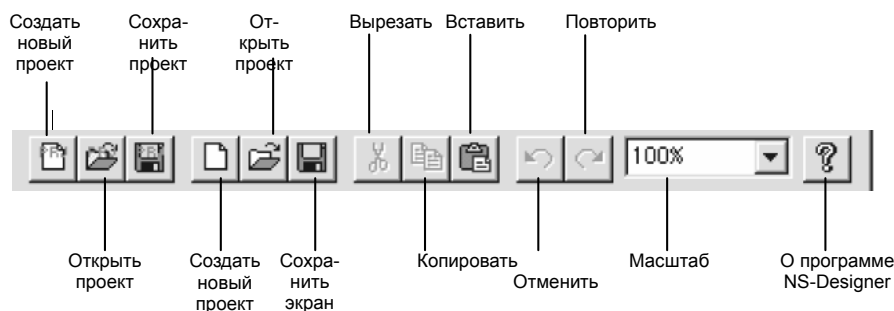 Создать
новый
проект
Сохра-
нить
проект
От-
крыть
проект
Вырезать
Вставить
Повторить
100%
Открыть
проект
Создать
новый
проект
Сохра-
нить
экран
Копировать
Отменить
Масштаб
О программе
NS-Designer